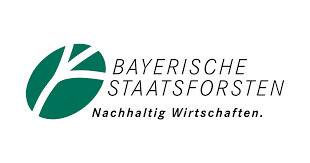 BAYERISCHE
STAATSFORSTEN
Nachhaltig Wirtschaften.